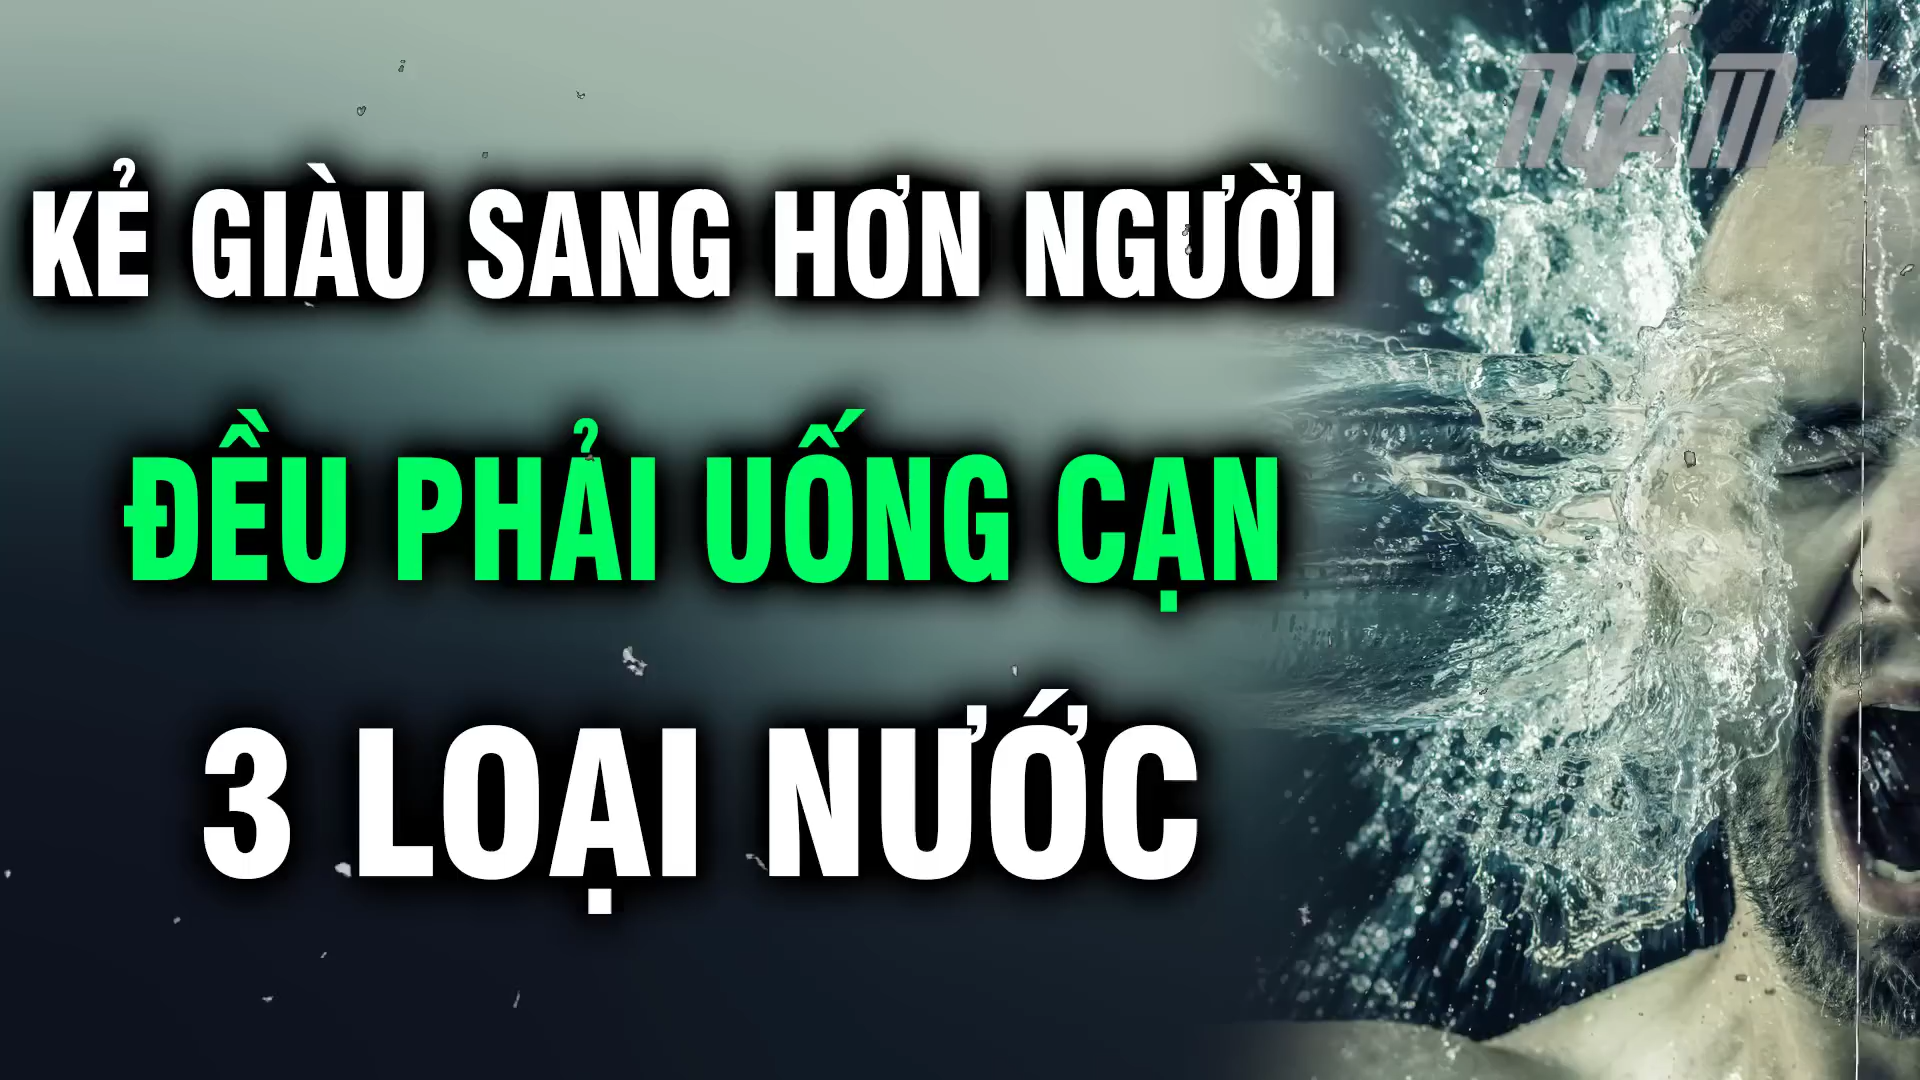 NGẪM+
KẺ GIÀU SANG HƠN NGƯỜI
ĐỀU PHẢI UỐNG CẠN
3 LOẠI NƯỚC